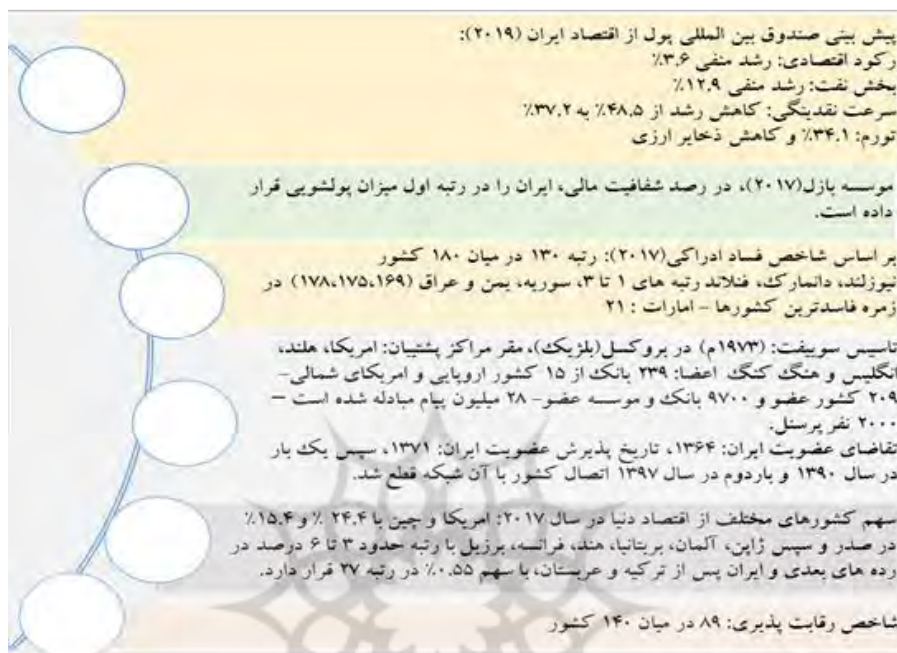 پیش بینی صندوق بین المللی پول از اقتصاد ایران (۲۰۱۹):
رکود اقتصادی: رشد منفی ۳.۶٪
بخش نفت: رشد منفی ۱۲.۹٪
سرعت نقدینگی: کاهش رشد از ۴۸.۵٪ به ۳۷.۲٪
تورم: ۳۴.۱٪ و کاهش ذخایر ارزی
موسسه بازل(۲۰۱۷)، در رصد شفافیت مالی، ایران را در رتبه اول میزان پولشویی قرار
داده است.
بر اساس شاخص فساد ادراکی(۲۰۱۷): رتبه ۱۳۰ در میان ۱۸۰ کشور
نیوزلند، دانمارک، فنلاند رتبه های ۱ تا ۳، سوریه، یمن و عراق (۱۷۸،۱۷۵،۱۶۹) در
زمره فاسدترین کشورها – امارات : ۲۱
تاسیس سوییفت: (۱۹۷۳م) در بروکسل(بلژیک)، مقر مراکز پشتیبان: امریکا، هلند،
انگلیس و هنگ کنگ اعضا: ۲۳۹ بانک از ۱۵ کشور اروپایی و امریکای شمالی–
۲۰۹ کشور عضو و ۹۷۰۰ بانک و موسسه عضو– ۲۸ میلیون پیام مبادله شده است –
۲۰۰۰ نفر پرسنل.
تقاضای عضویت ایران: ۱۳۶۴، تاریخ پذیرش عضویت ایران: ۱۳۷۱، سپس یک بار
در سال ۱۳۹۰ و باردوم در سال ۱۳۹۷ اتصال کشور با آن شبکه قطع شد.
سهم کشورهای مختلف از اقتصاد دنیا در سال ۲۰۱۷: امریکا و چین با ۲۴.۴ ٪ و ۱۵.۴٪
در صدر و سپس ژاپن، آلمان، بریتانیا، هند، فرانسه، برزیل با رتبه حدود ۳ تا ۶ درصد در
رده های بعدی و ایران پس از ترکیه و عربستان، با سهم ۰.۵۵٪ در رتبه ۲۷ قرار دارد.
شاخص رقابت پذیری: ۸۹ در میان ۱۴۰ کشور